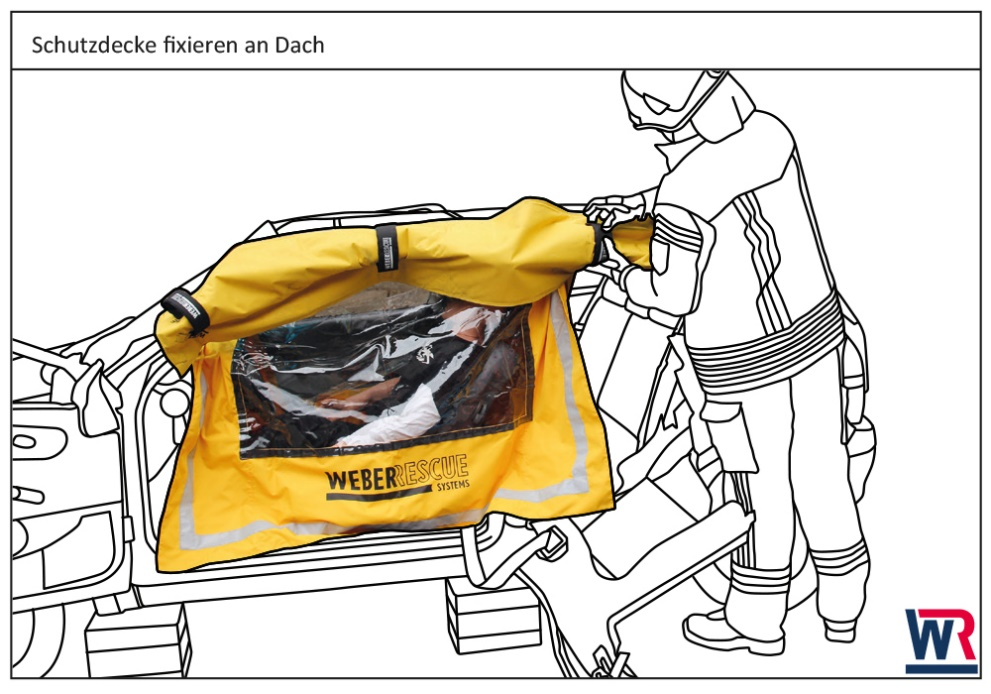 Schutzdecke fixieren an Dach
WEBERRESCUE
SYSTEMS
WR